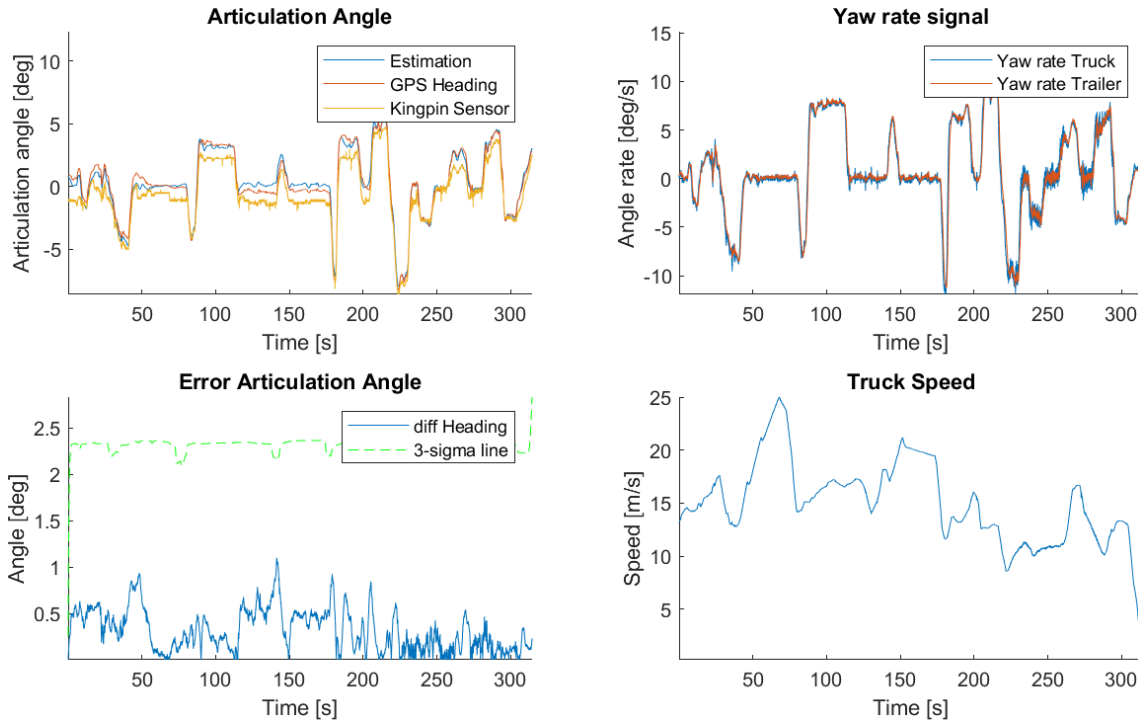 Articulation Angle
Articulation angle [deg]
10
5
0
-5
Estimation
GPS Heading
Kingpin Sensor
50 100 150 200 250 300
Time [s]
Yaw rate signal
Angle rate [deg/s]
15
10
5
0
-5
-10
Yaw rate Truck
Yaw rate Trailer
50 100 150 200 250 300
Time [s]
Error Articulation Angle
Angle [deg]
2.5
2
1.5
1
0.5
diff Heading
3-sigma line
50 100 150 200 250 300
Time [s]
Truck Speed
Speed [m/s]
25
20
15
10
5
50 100 150 200 250 300
Time [s]